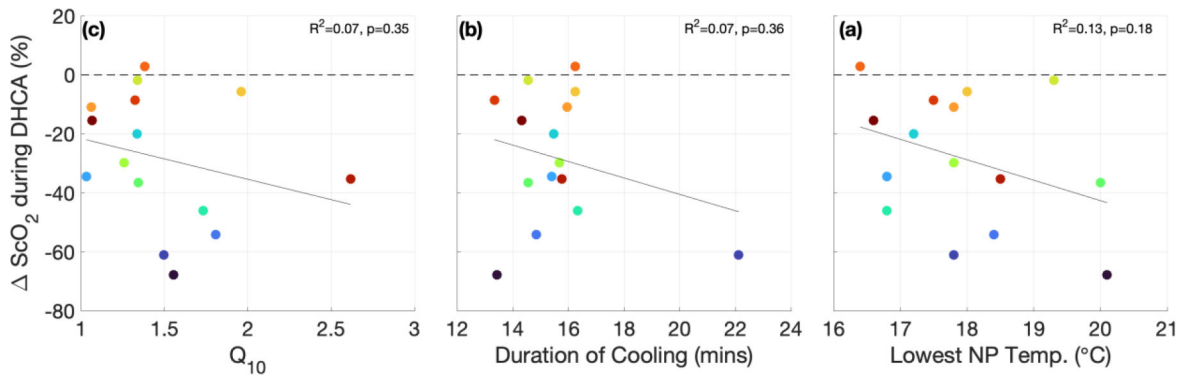 Δ ScO2 during DHCA (%)
20
0
-20
-40
-60
-80
(c)
R²=0.07, p=0.35
1
1.5
2
2.5
3
Q10
(b)
R²=0.07, p=0.36
12
14
16
18
20
22
24
Duration of Cooling (mins)
(a)
R²=0.13, p=0.18
16
17
18
19
20
21
Lowest NP Temp. (°C)